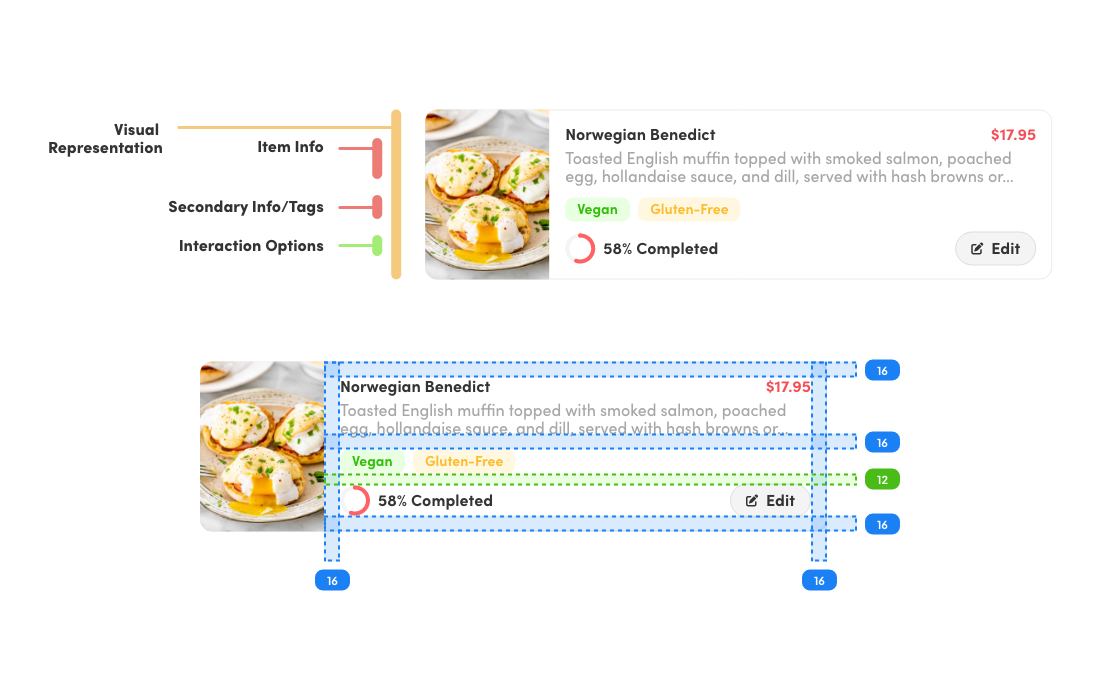 Visual
Representation
Item Info
Secondary Info/Tags
Interaction Options
Norwegian Benedict
$17.95
Toasted English muffin topped with smoked salmon, poached
egg, hollandaise sauce, and dill, served with hash browns or...
Vegan
Gluten-Free
58% Completed
Edit
16
Norwegian Benedict
$17.95
Toasted English muffin topped with smoked salmon, poached
egg, hollandaise sauce, and dill, served with hash browns or...
16
Vegan
Gluten-Free
12
58% Completed
Edit
16
16
16